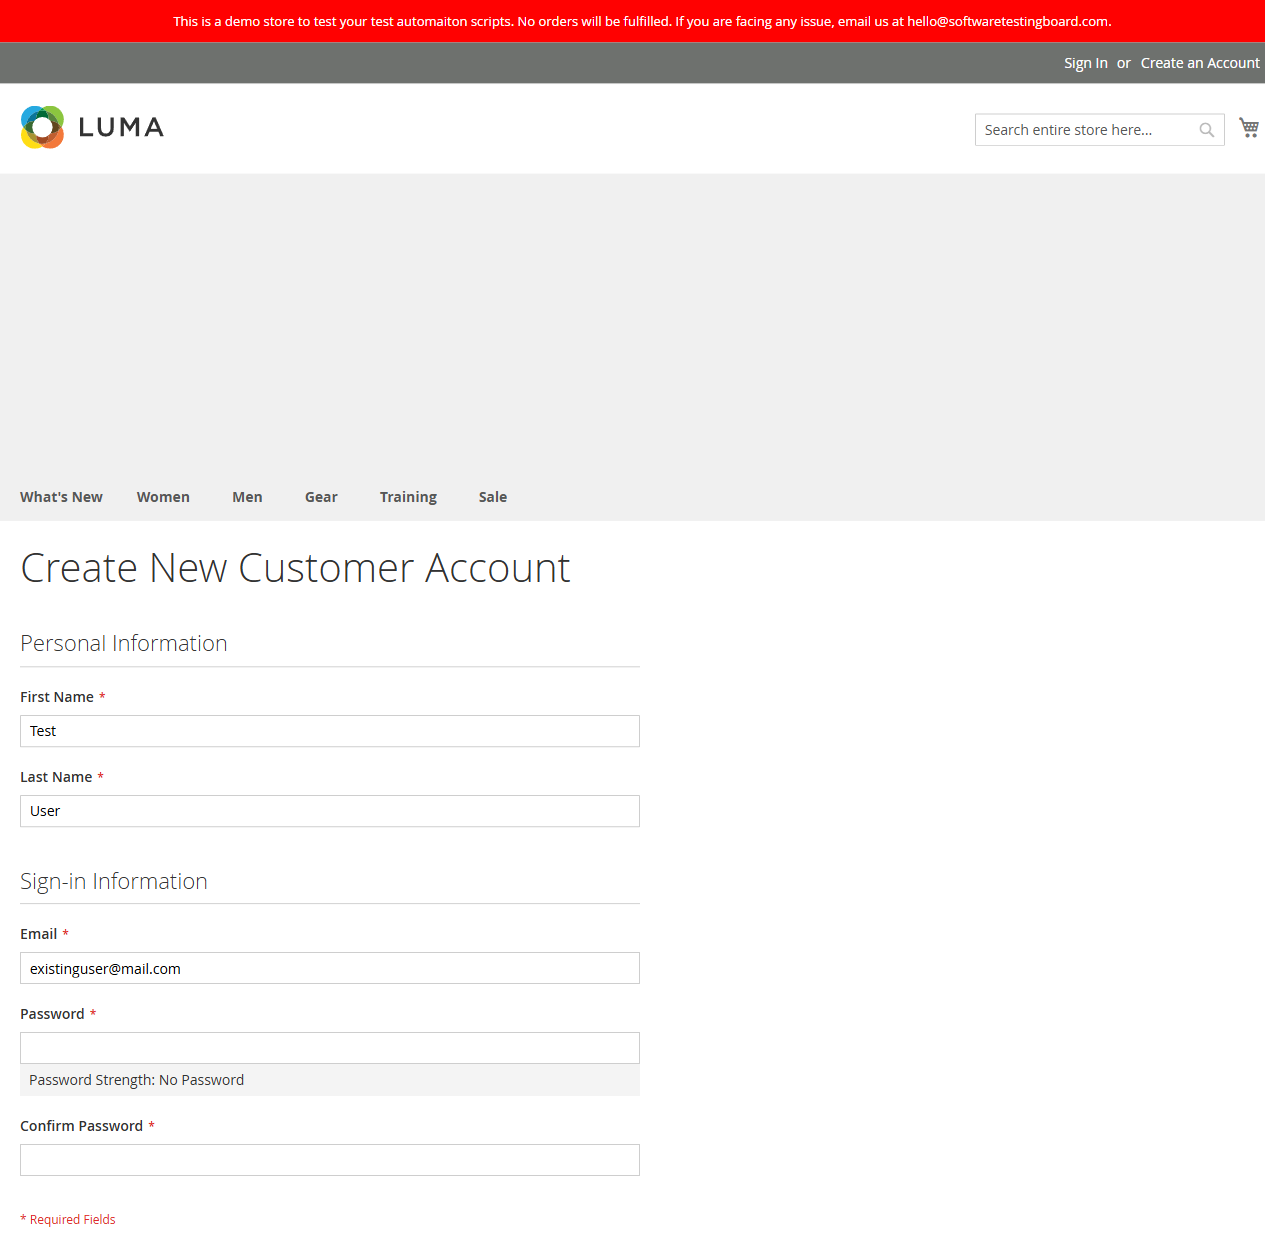 This is a demo store to test your test automaiton scripts. No orders will be fulfilled. If you are facing any issue, email us at hello@softwaretestingboard.com.
Sign In or Create an Account
LUMA
Search entire store here...
What's New Women Men Gear Training Sale
Create New Customer Account
Personal Information
First Name *
Test
Last Name *
User
Sign-in Information
Email *
existinguser@mail.com
Password *
Password Strength: No Password
Confirm Password *
* Required Fields